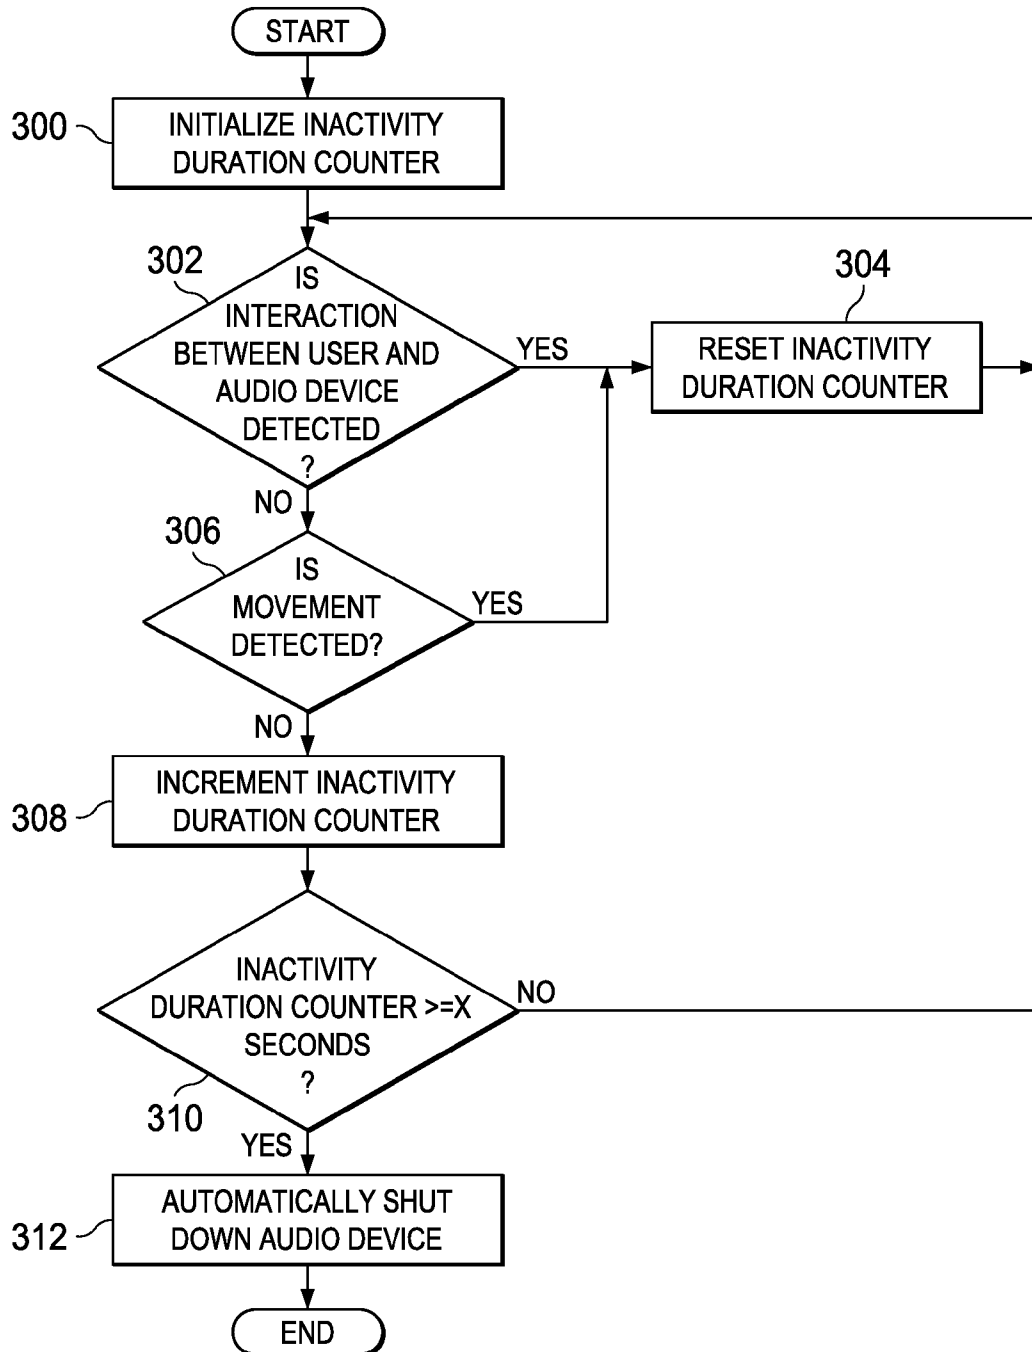 START
300
INITIALIZE INACTIVITY
DURATION COUNTER
302
IS
INTERACTION
BETWEEN USER AND
AUDIO DEVICE
DETECTED
?
YES
304
RESET INACTIVITY
DURATION COUNTER
NO
306
IS
MOVEMENT
DETECTED?
YES
NO
308
INCREMENT INACTIVITY
DURATION COUNTER
INACTIVITY
DURATION COUNTER >=X
SECONDS
?
NO
310
YES
312
AUTOMATICALLY SHUT
DOWN AUDIO DEVICE
END